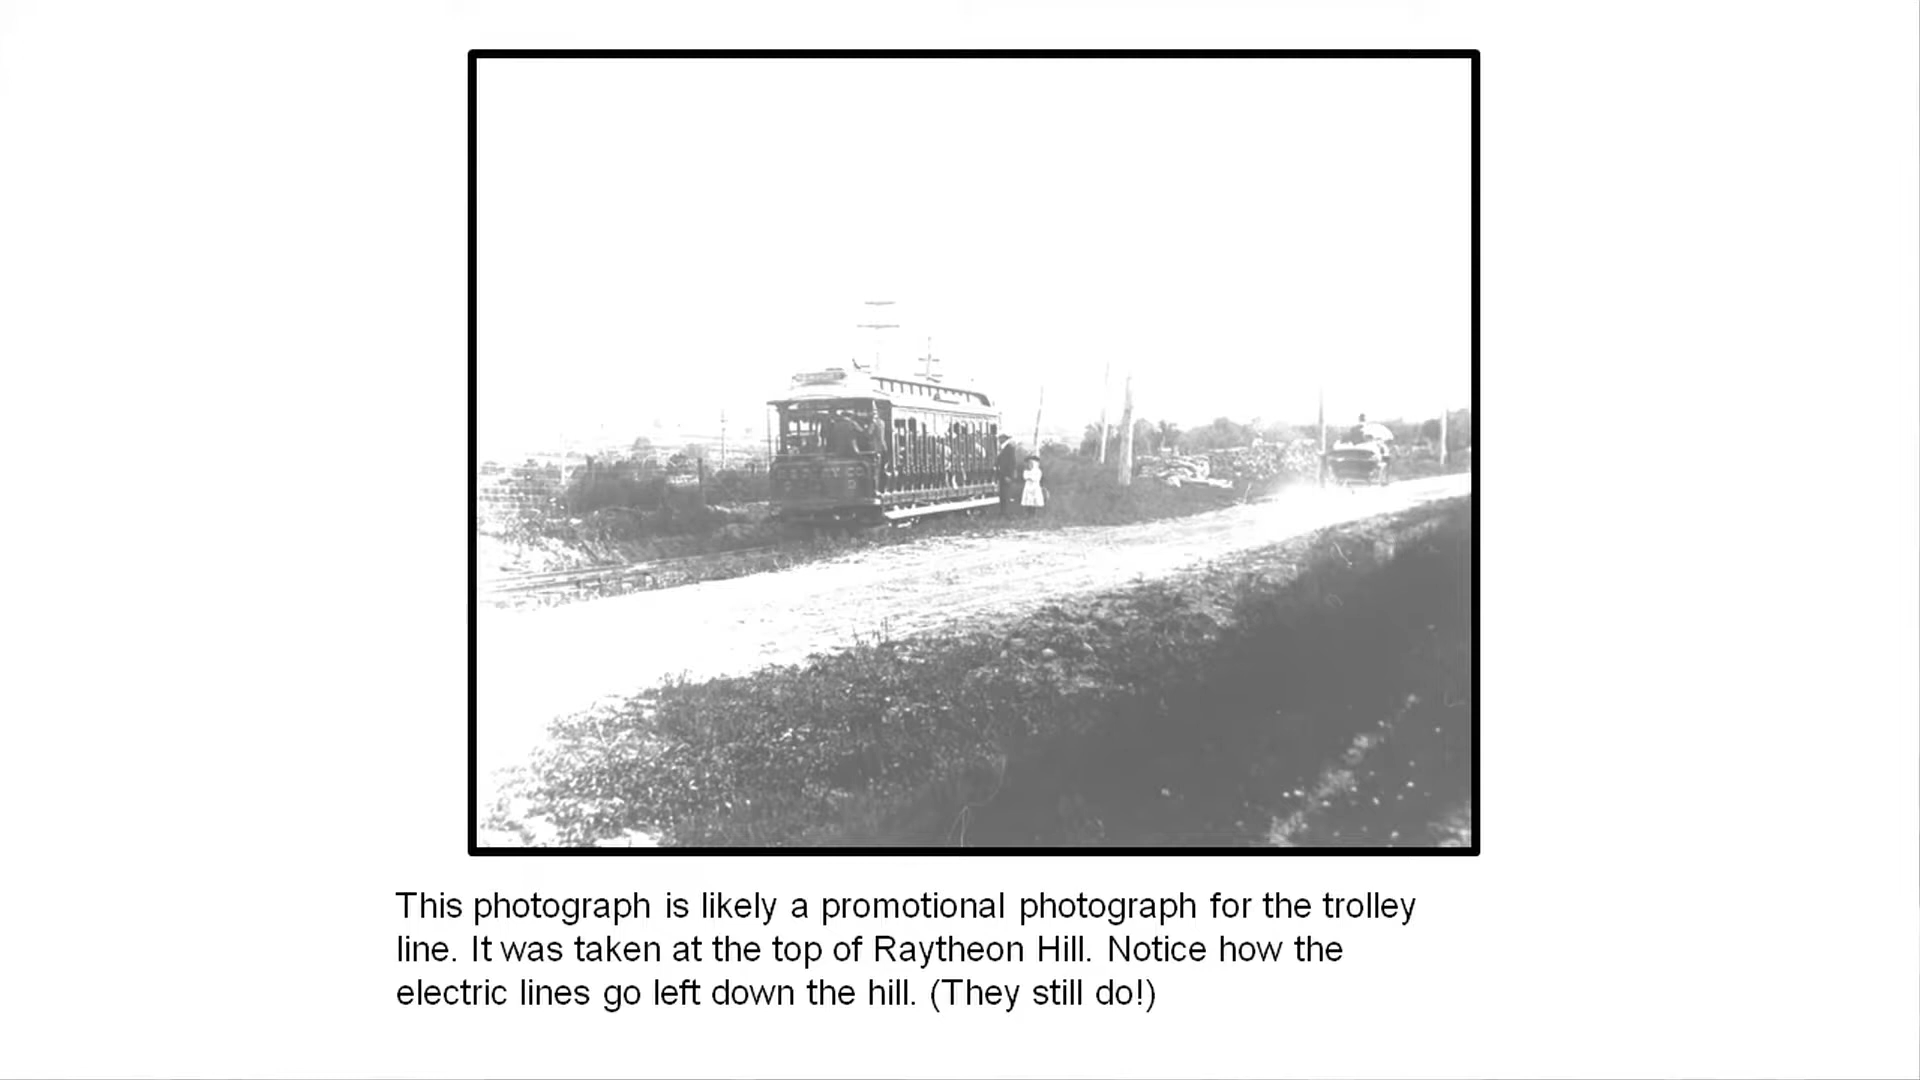 This photograph is likely a promotional photograph for the trolley
line. It was taken at the top of Raytheon Hill. Notice how the
electric lines go left down the hill. (They still do!)